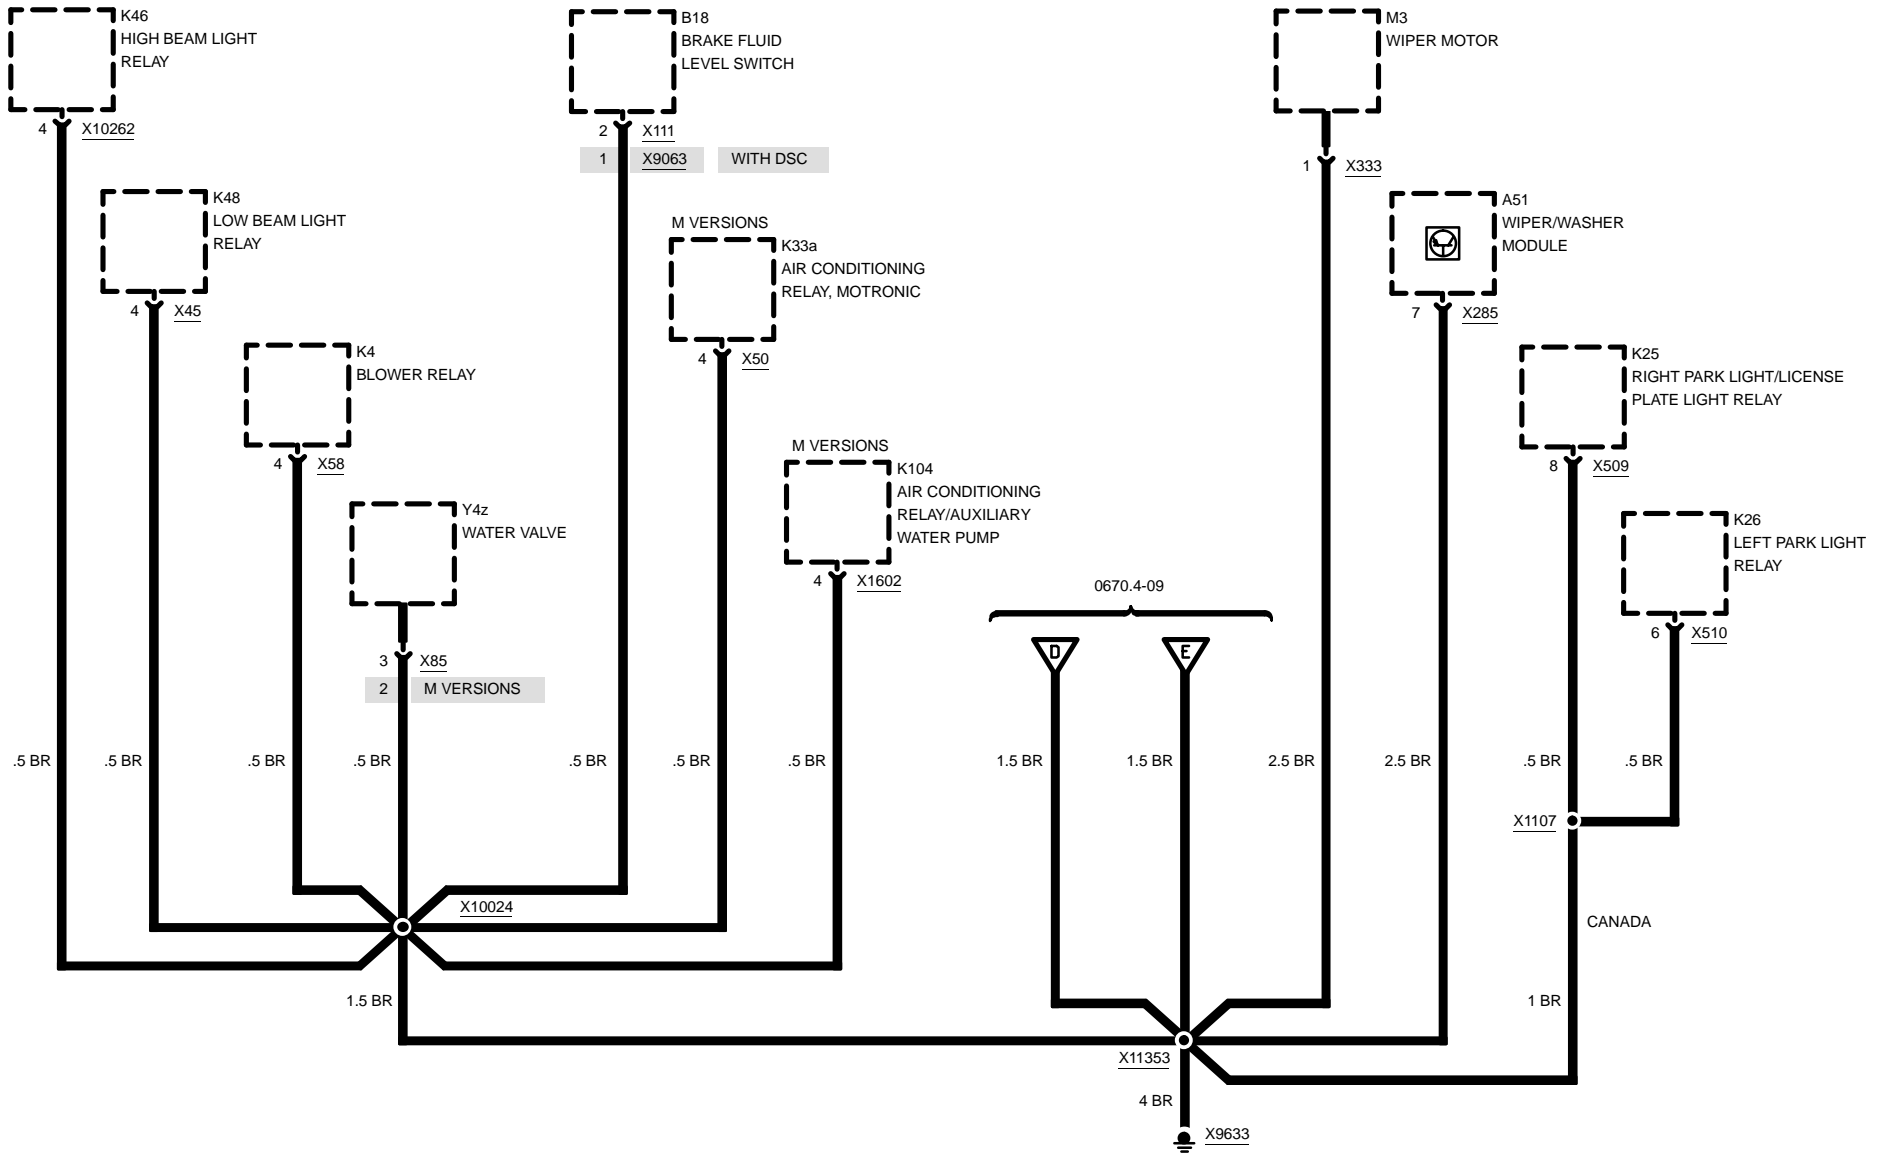 K46
HIGH BEAM LIGHT
RELAY
4 X10262
B18
BRAKE FLUID
LEVEL SWITCH
2 X111
1 X9063 WITH DSC
M3
WIPER MOTOR
1 X333
K48
LOW BEAM LIGHT
RELAY
4 X45
M VERSIONS
K33a
AIR CONDITIONING
RELAY, MOTRONIC
4 X50
A51
WIPER/WASHER
MODULE
7 X285
K4
BLOWER RELAY
4 X58
K25
RIGHT PARK LIGHT/LICENSE
PLATE LIGHT RELAY
8 X509
M VERSIONS
K104
AIR CONDITIONING
RELAY/AUXILIARY
WATER PUMP
4 X1602
Y4z
WATER VALVE
3 X85
2 M VERSIONS
K26
LEFT PARK LIGHT
RELAY
6 X510
0670.4-09
D E
.5 BR .5 BR .5 BR .5 BR .5 BR .5 BR .5 BR 1.5 BR 1.5 BR 2.5 BR 2.5 BR .5 BR .5 BR
X1107
X10024
CANADA
1.5 BR
1 BR
X11353
4 BR
X9633